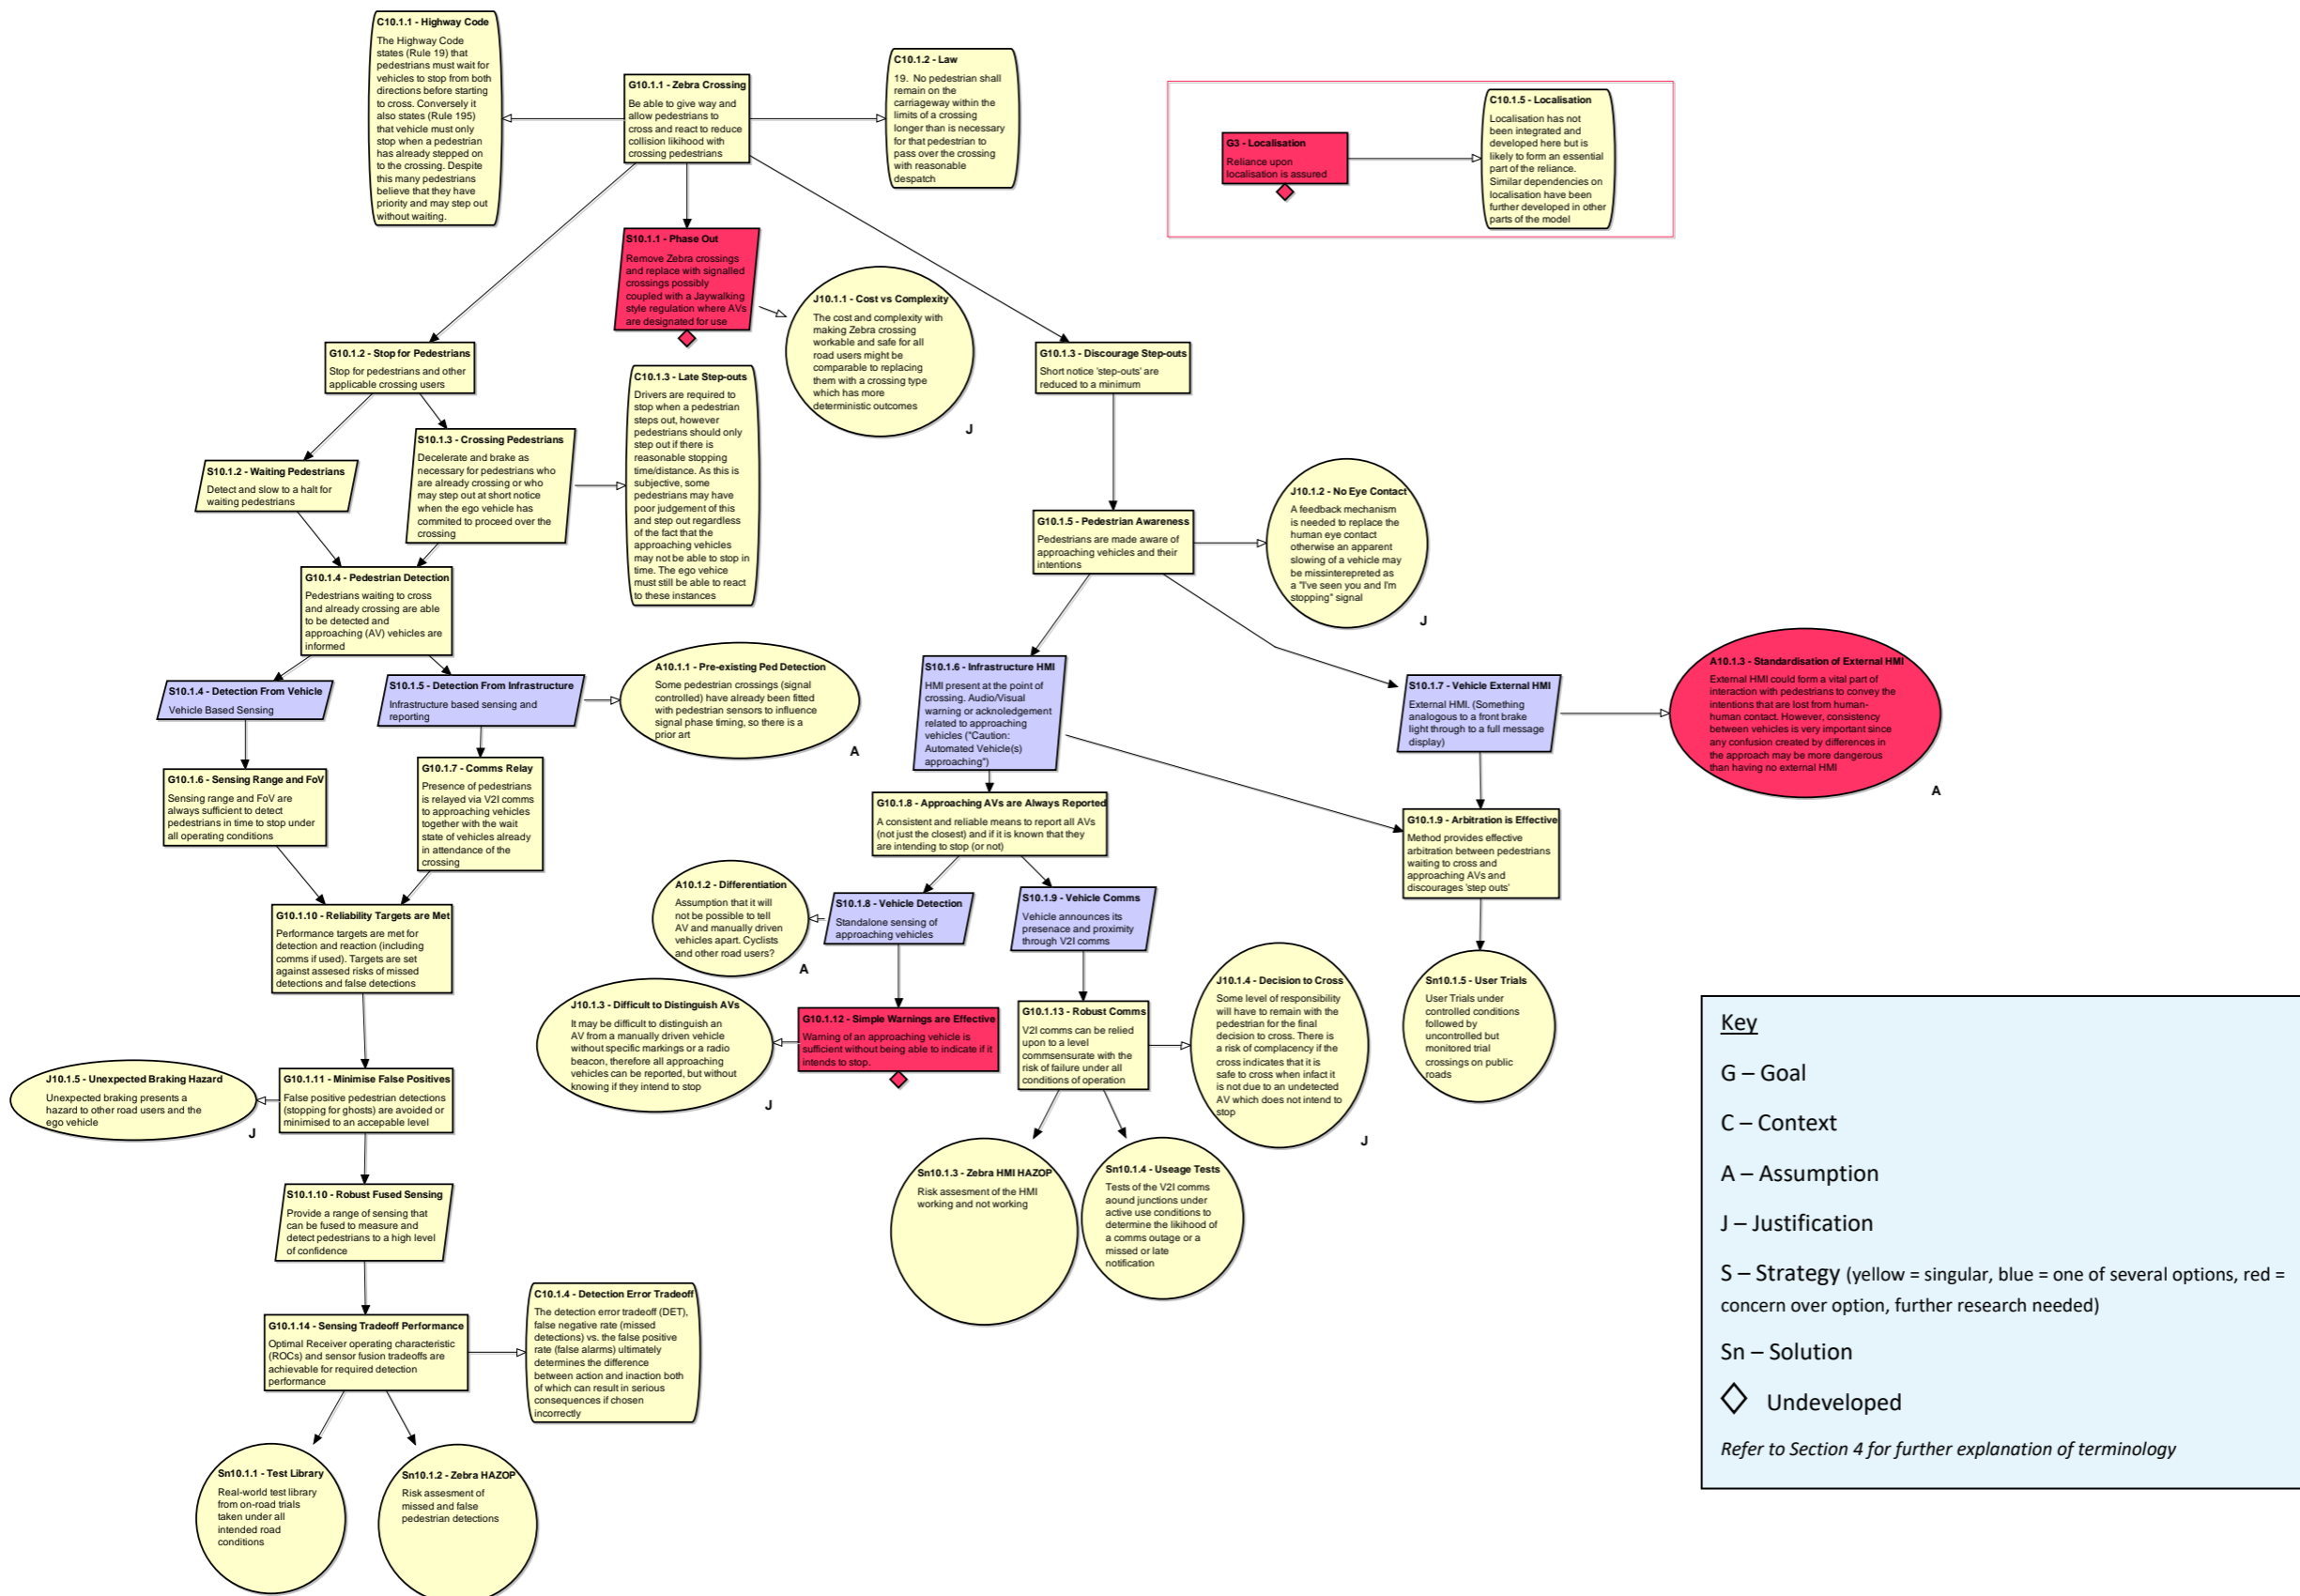 C10.1.1 - Highway Code
The Highway Code
states (Rule 19) that
pedestrians must wait for
vehicles to stop from both
directions before starting
to cross. Conversely it
also states (Rule 195)
that vehicle must only
stop when a pedestrian
has already stepped on
to the crossing. Despite
this many pedestrians
believe that they have
priority and may step out
without waiting.
G10.1.1 - Zebra Crossing
Be able to give way and
allow pedestrians to
cross and react to reduce
collision likihood with
crossing pedestrians
C10.1.2 - Law
19. No pedestrian shall
remain on the
carriageway within the
limits of a crossing
longer than is necessary
for that pedestrian to
pass over the crossing
with reasonable
despatch
G3 - Localisation
Reliance upon
localisation is assured
C10.1.5 - Localisation
Localisation has not
been integrated and
developed here but is
likely to form an essential
part of the reliance.
Similar dependencies on
localisation have been
further developed in other
parts of the model
S10.1.1 - Phase Out
Remove Zebra crossings
and replace with signalled
crossings possibly
coupled with a Jaywalking
style regulation where AVs
are designated for use
J10.1.1 - Cost vs Complexity
The cost and complexity with
making Zebra crossing
workable and safe for all
road users might be
comparable to replacing
them with a crossing type
which has more
deterministic outcomes
J
G10.1.2 - Stop for Pedestrians
Stop for pedestrians and other
applicable crossing users
G10.1.3 - Discourage Step-outs
Short notice 'step-outs' are
reduced to a minimum
C10.1.3 - Late Step-outs
Drivers are required to
stop when a pedestrian
steps out, however
pedestrians should only
step out if there is
reasonable stopping
time/distance. As this is
subjective, some
pedestrians may have
poor judgement of this
and step out regardless
of the fact that the
approaching vehicles
may not be able to stop in
time. The ego vehice
must still be able to react
to these instances
S10.1.2 - Waiting Pedestrians
Detect and slow to a halt for
waiting pedestrians
S10.1.3 - Crossing Pedestrians
Decelerate and brake as
necessary for pedestrians who
are already crossing or who
may step out at short notice
when the ego vehicle has
commited to proceed over the
crossing
G10.1.5 - Pedestrian Awareness
Pedestrians are made aware of
approaching vehicles and their
intentions
J10.1.2 - No Eye Contact
A feedback mechanism
is needed to replace the
human eye contact
otherwise an apparent
slowing of a vehicle may
be missinterepreted as
a "I've seen you and I'm
stopping" signal
J
G10.1.4 - Pedestrian Detection
Pedestrians waiting to cross
and already crossing are able
to be detected and
approaching (AV) vehicles are
informed
S10.1.4 - Detection From Vehicle
Vehicle Based Sensing
S10.1.5 - Detection From Infrastructure
Infrastructure based sensing and
reporting
A10.1.1 - Pre-existing Ped Detection
Some pedestrian crossings (signal
controlled) have already been fitted
with pedestrian sensors to influence
signal phase timing, so there is a
prior art
A
S10.1.6 - Infrastructure HMI
HMI present at the point of
crossing. Audio/Visual
warning or acknoledgement
related to approaching
vehicles ("Caution:
Automated Vehicle(s)
approaching")
S10.1.7 - Vehicle External HMI
External HMI. (Something
analogous to a front brake
light through to a full message
display)
A10.1.3 - Standardisation of External HMI
External HMI could form a vital part of
interaction with pedestrians to convey the
intentions that are lost from human-
human contact. However, consistency
between vehicles is very important since
any confusion created by differences in
the approach may be more dangerous
than having no external HMI
A
G10.1.6 - Sensing Range and FoV
Sensing range and FoV are
always sufficient to detect
pedestrians in time to stop under
all operating conditions
G10.1.7 - Comms Relay
Presence of pedestrians
is relayed via V2I comms
to approaching vehicles
together with the wait
state of vehicles already
in attendance of the
crossing
G10.1.8 - Approaching AVs are Always Reported
A consistent and reliable means to report all AVs
(not just the closest) and if it is known that they
are intending to stop (or not)
G10.1.9 - Arbitration is Effective
Method provides effective
arbitration between pedestrians
waiting to cross and
approaching AVs and
discourages 'step outs'
A10.1.2 - Differentiation
Assumption that it will
not be possible to tell
AV and manually driven
vehicles apart. Cyclists
and other road users?
A
S10.1.8 - Vehicle Detection
Standalone sensing of
approaching vehicles
S10.1.9 - Vehicle Comms
Vehicle announces its
presenace and proximity
through V2I comms
G10.1.10 - Reliability Targets are Met
Performance targets are met for
detection and reaction (including
comms if used). Targets are set
against assesed risks of missed
detections and false detections
J10.1.3 - Difficult to Distinguish AVs
It may be difficult to distinguish an
AV from a manually driven vehicle
without specific markings or a radio
beacon, therefore all approaching
vehicles can be reported, but without
knowing if they intend to stop
J
G10.1.12 - Simple Warnings are Effective
Warning of an approaching vehicle is
sufficient without being able to indicate if it
intends to stop.
G10.1.13 - Robust Comms
V2I comms can be relied
upon to a level
commsensurate with the
risk of failure under all
conditions of operation
J10.1.4 - Decision to Cross
Some level of responsibility
will have to remain with the
pedestrian for the final
decision to cross. There is
a risk of complacency if the
cross indicates that it is
safe to cross when infact it
is not due to an undetected
AV which does not intend to
stop
J
Sn10.1.5 - User Trials
User Trials under
controlled conditions
followed by
uncontrolled but
monitored trial
crossings on public
roads
J10.1.5 - Unexpected Braking Hazard
Unexpected braking presents a
hazard to other road users and the
ego vehicle
J
G10.1.11 - Minimise False Positives
False positive pedestrian detections
(stopping for ghosts) are avoided or
minimised to an accepable level
Sn10.1.3 - Zebra HMI HAZOP
Risk assesment of the HMI
working and not working
Sn10.1.4 - Useage Tests
Tests of the V2I comms
aound junctions under
active use conditions to
determine the likihood of
a comms outage or a
missed or late
notification
S10.1.10 - Robust Fused Sensing
Provide a range of sensing that
can be fused to measure and
detect pedestrians to a high level
of confidence
G10.1.14 - Sensing Tradeoff Performance
Optimal Receiver operating characteristic
(ROCs) and sensor fusion tradeoffs are
achievable for required detection
performance
C10.1.4 - Detection Error Tradeoff
The detection error tradeoff (DET),
false negative rate (missed
detections) vs. the false positive
rate (false alarms) ultimately
determines the difference
between action and inaction both
of which can result in serious
consequences if chosen
incorrectly
Sn10.1.1 - Test Library
Real-world test library
from on-road trials
taken under all
intended road
conditions
Sn10.1.2 - Zebra HAZOP
Risk assesment of
missed and false
pedestrian detections
Key
G – Goal
C – Context
A – Assumption
J – Justification
S – Strategy (yellow = singular, blue = one of several options, red =
concern over option, further research needed)
Sn – Solution
Undeveloped
Refer to Section 4 for further explanation of terminology